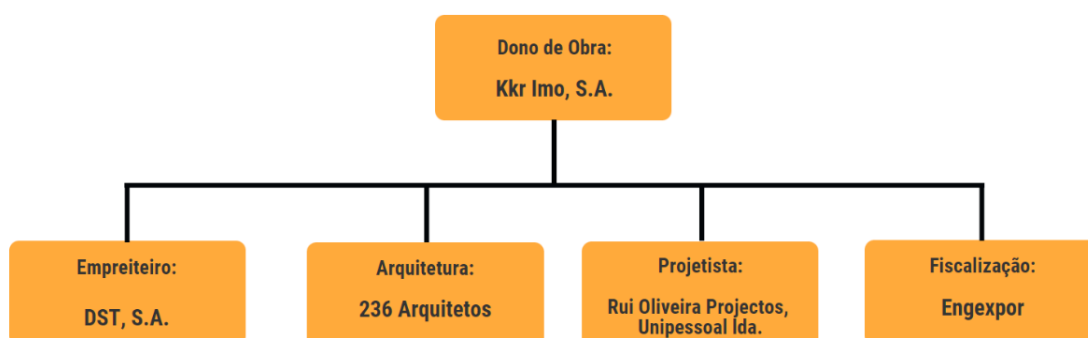 Dono de Obra:
Kkr Imo, S.A.
Empreiteiro:
DST, S.A.
Arquitetura:
236 Arquitetos
Projetista:
Rui Oliveira Projectos,
Unipessoal lda.
Fiscalização:
Engexpor